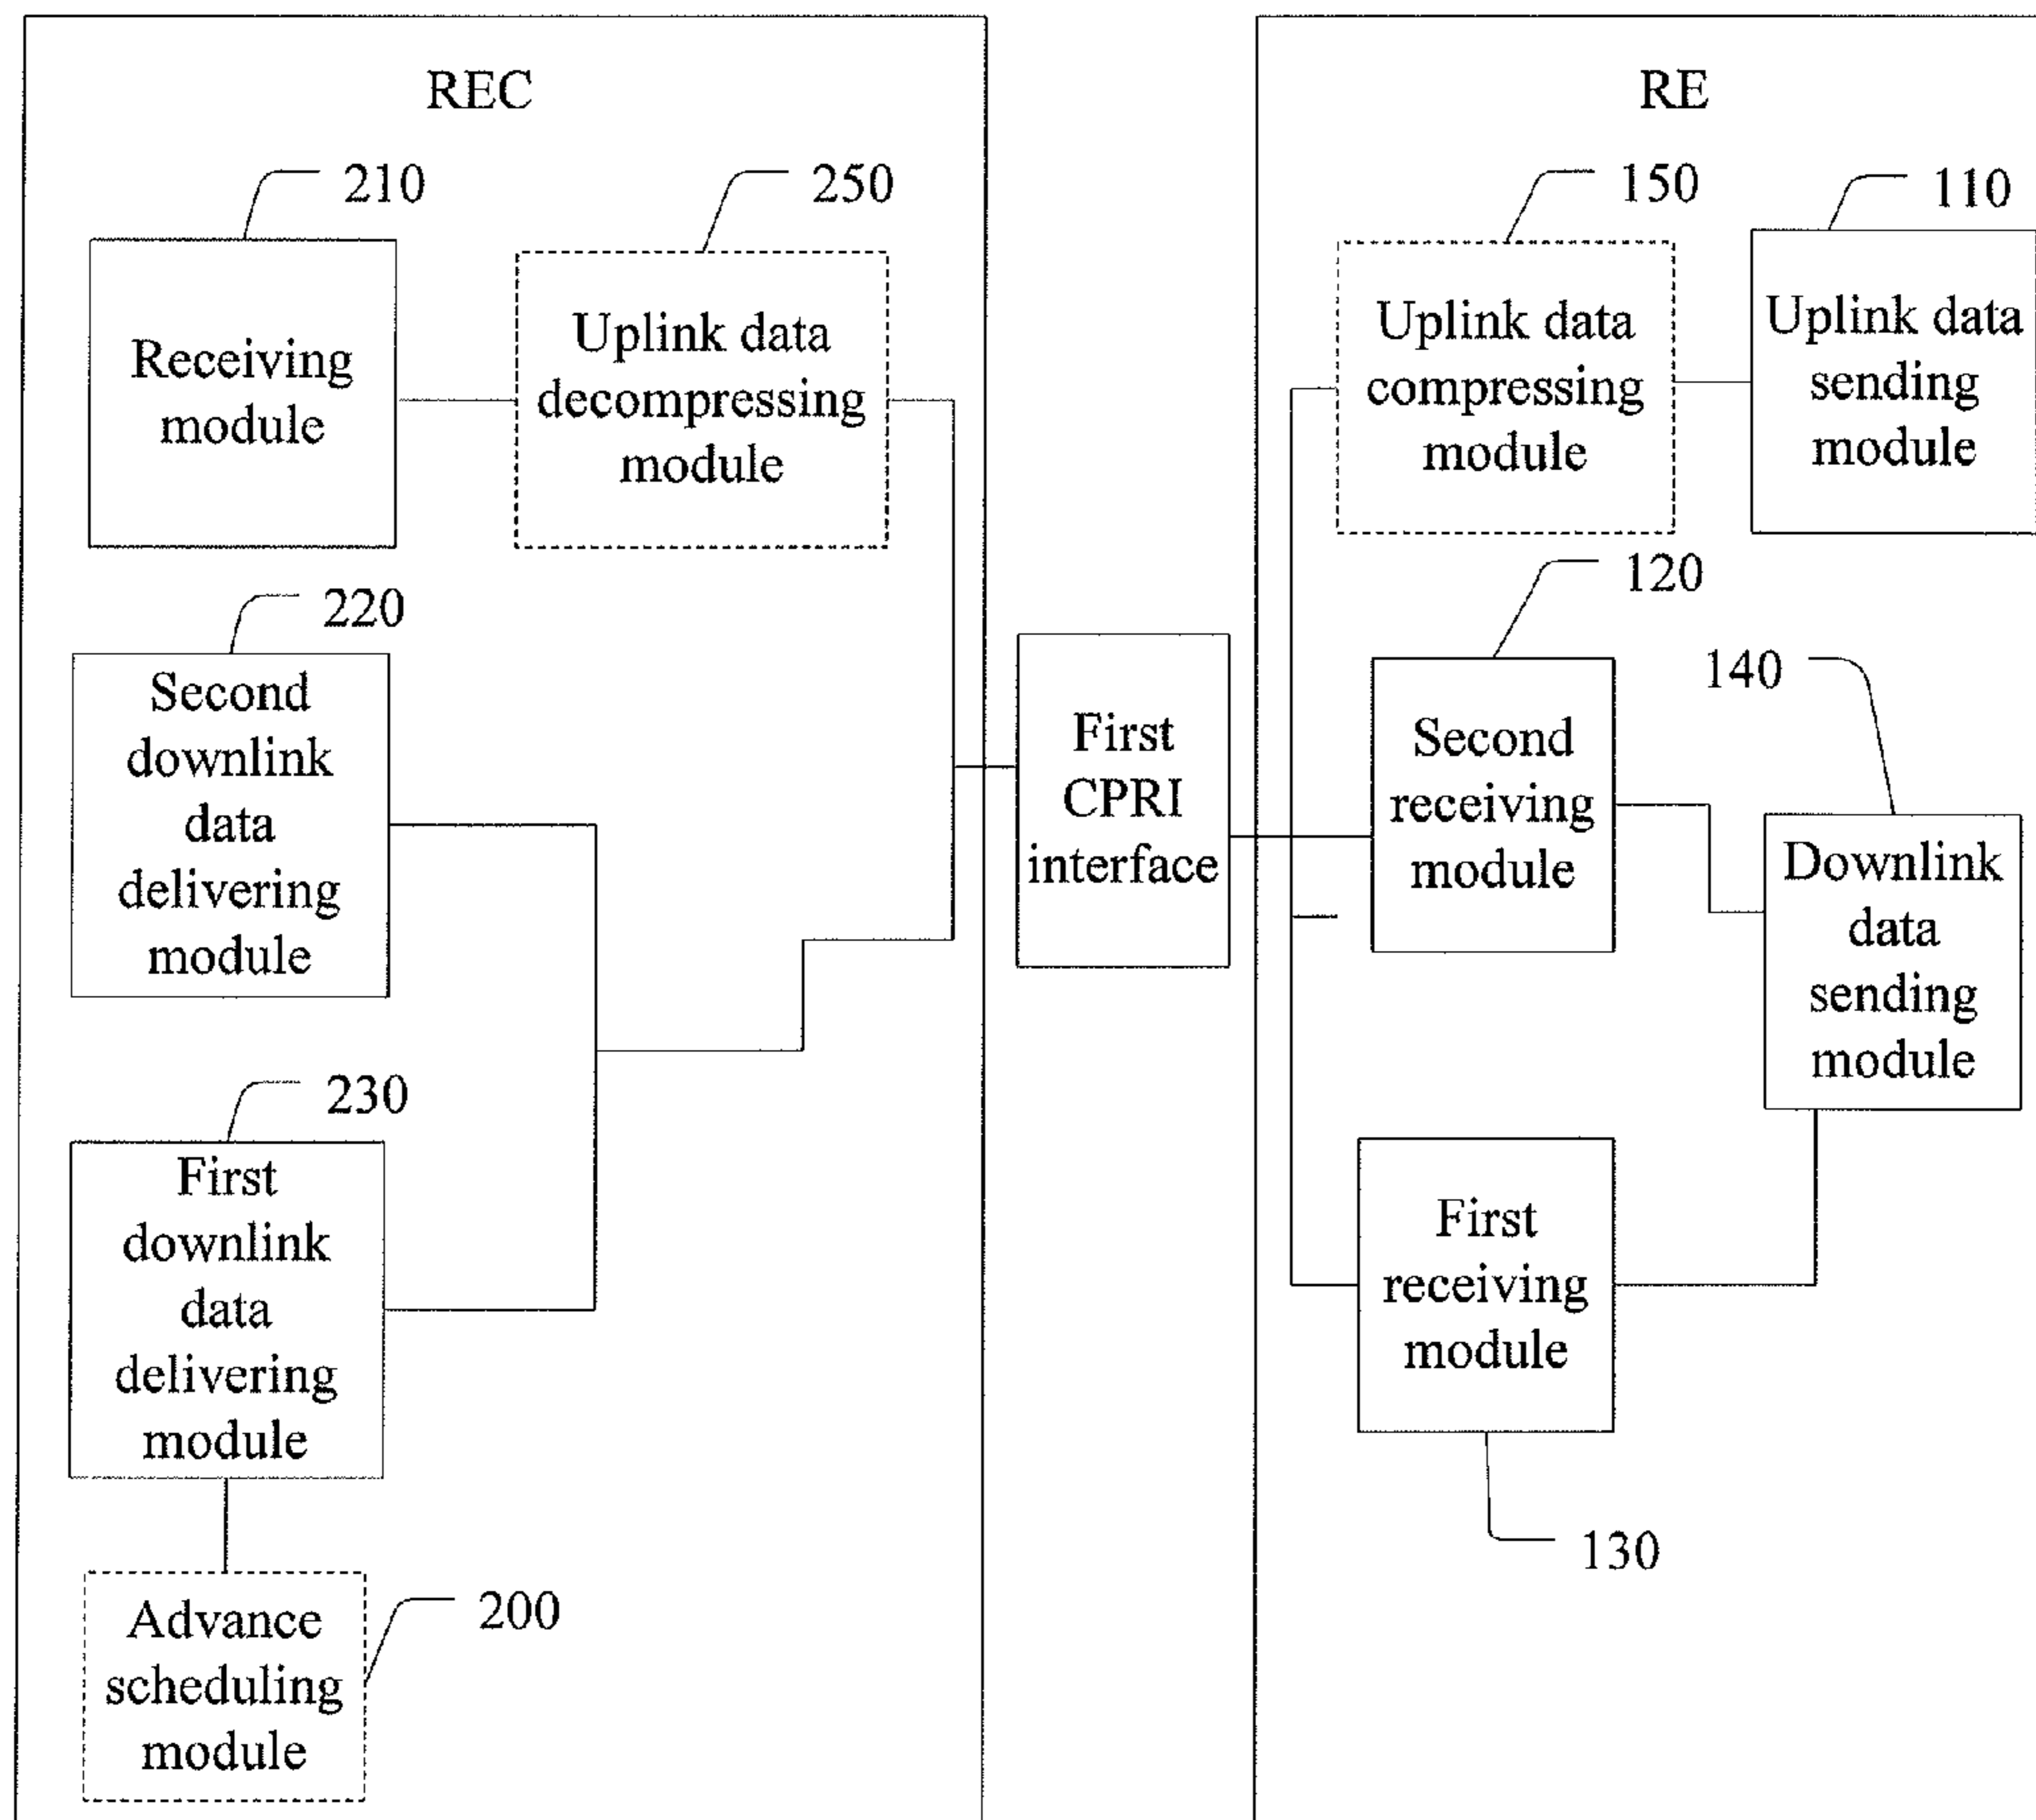 REC
210
250
Receiving
module
Uplink data
decompressing
module
220
Second
downlink
data
delivering
module
230
First
downlink
data
delivering
module
Advance
scheduling
module
200
First
CPRI
interface
RE
150
110
Uplink data
compressing
module
Uplink data
sending
module
120
140
Second
receiving
module
Downlink
data
sending
module
First
receiving
module
130